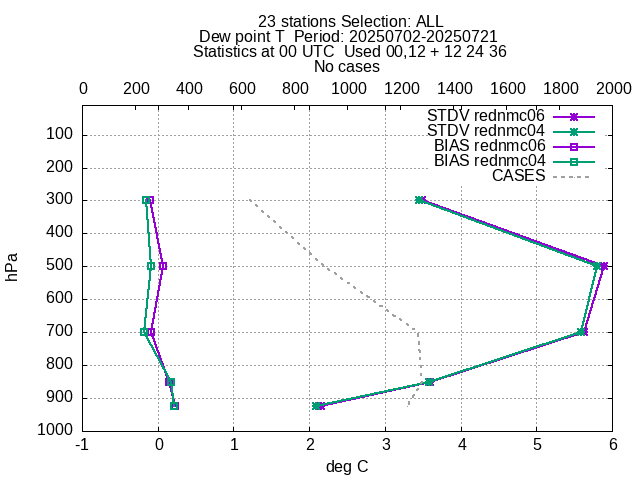 23 stations Selection: ALL
Dew point T  Period: 20250702-20250721
Statistics at 00 UTC  Used 00,12 + 12 24 36
No cases
0 200 400 600 800 1000 1200 1400 1600 1800 2000
STDV rednmc06
STDV rednmc04
BIAS rednmc06
BIAS rednmc04
CASES
100
200
300
400
500
600
700
800
900
1000
hPa
-1 0 1 2 3 4 5 6
deg C